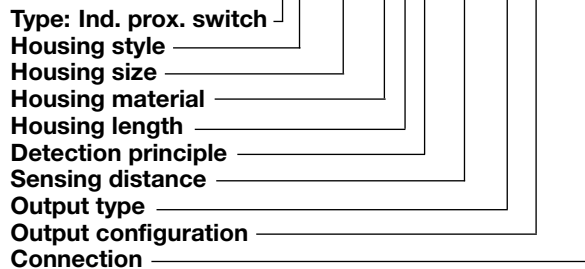 Type: Ind. prox. switch
Housing style
Housing size
Housing material
Housing length
Detection principle
Sensing distance
Output type
Output configuration
Connection